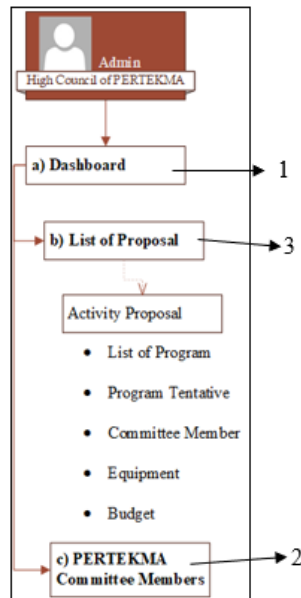 Admin
High Council of PERTEKMA
a) Dashboard
1
b) List of Proposal
3
Activity Proposal
• List of Program
• Program Tentative
• Committee Member
• Equipment
• Budget
c) PERTEKMA
Committee Members
2